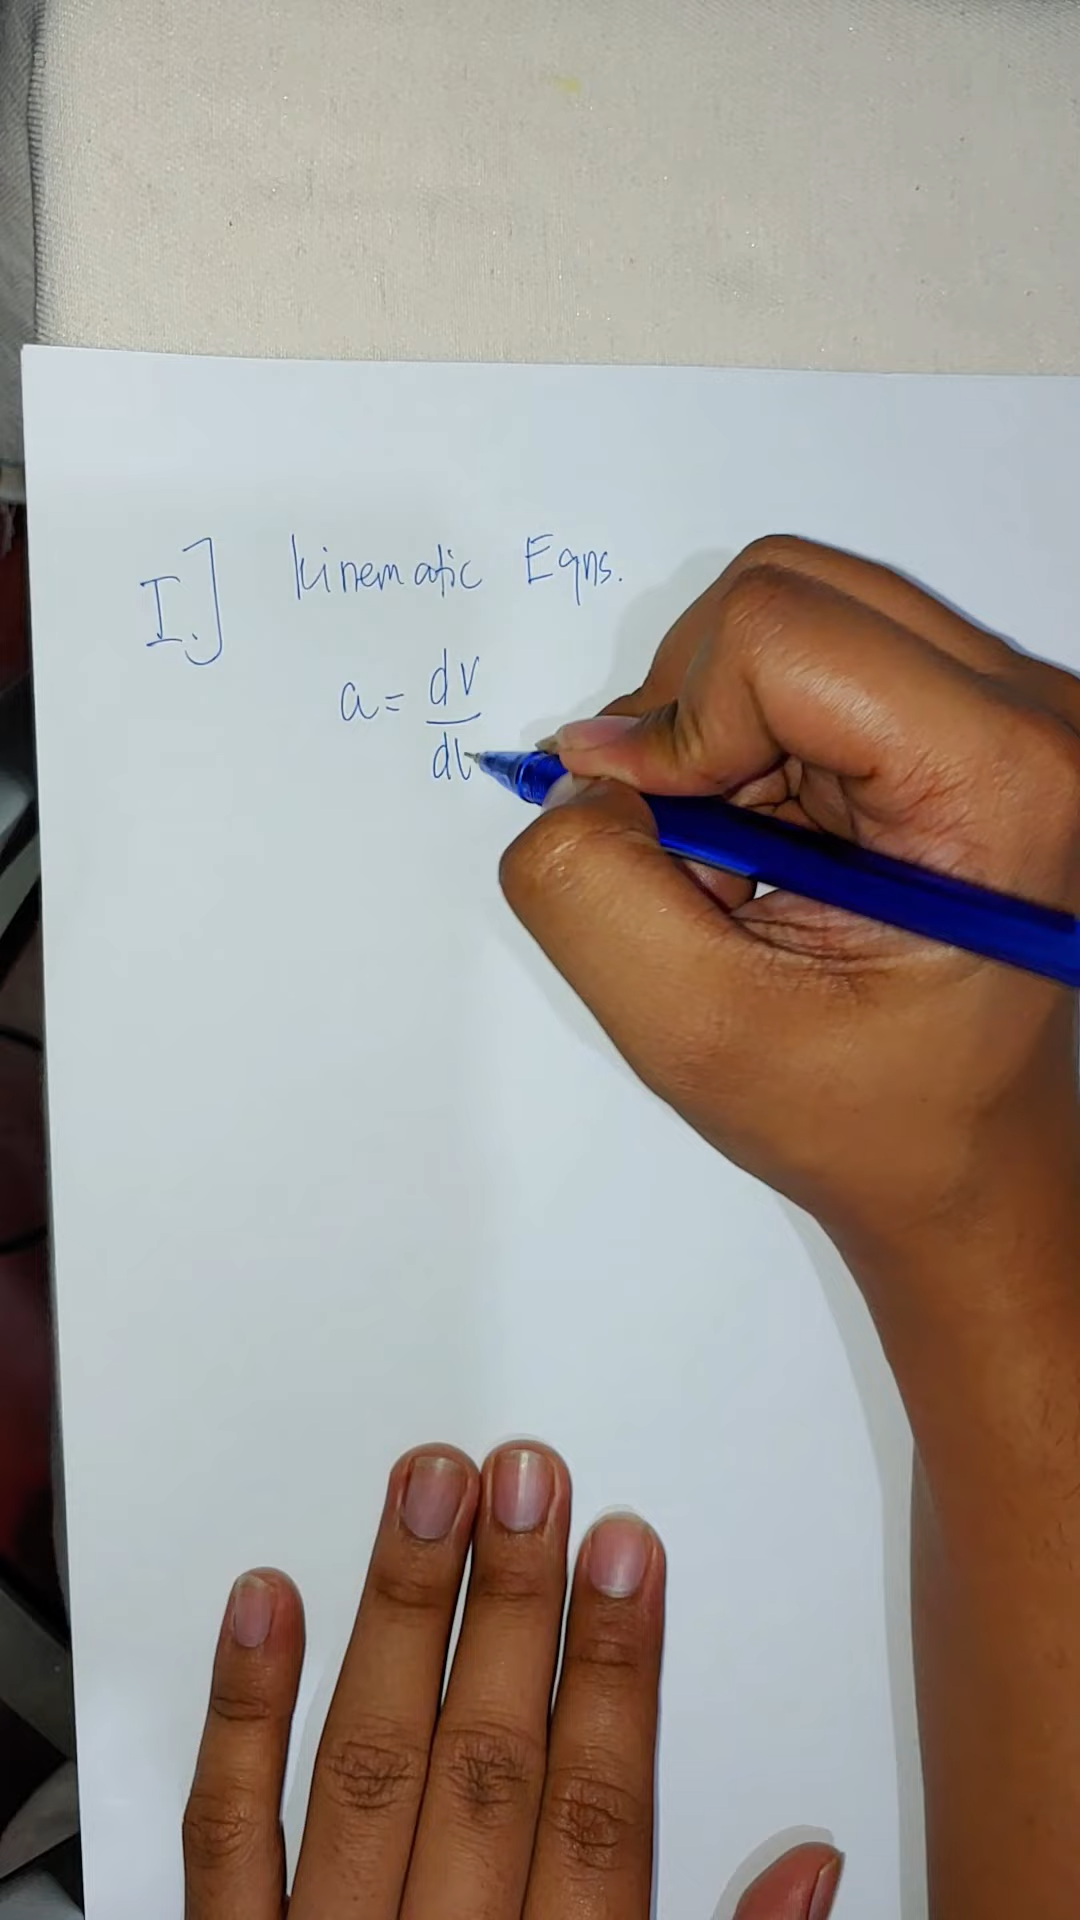 I.] Kinematic Eqns.
a = dv
dt